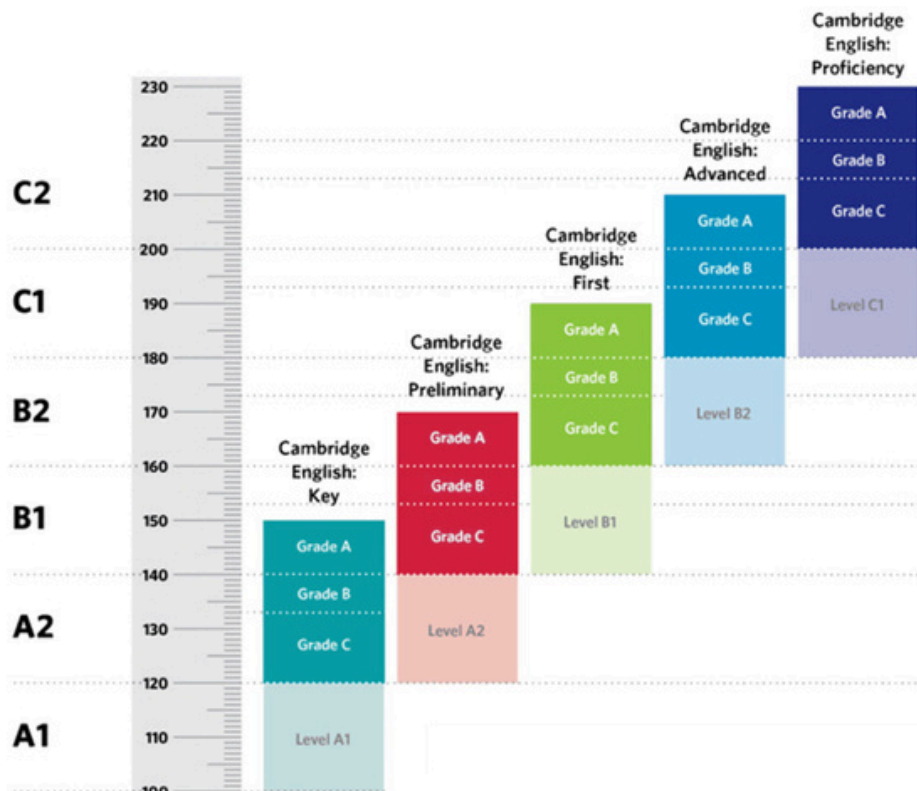 Cambridge
English:
Proficiency
230
Grade A
Cambridge
English:
Advanced
220
Grade B
C2
210
Grade A
Grade C
Cambridge
English:
First
200
Grade B
C1
190
Grade A
Grade C
Level C1
Cambridge
English:
Preliminary
180
Grade B
B2
170
Grade A
Grade C
Level B2
Cambridge
English:
Key
160
Grade B
B1
150
Grade A
Grade C
Level B1
140
Grade B
A2
130
Grade C
Level A2
120
A1
110
Level A1
100